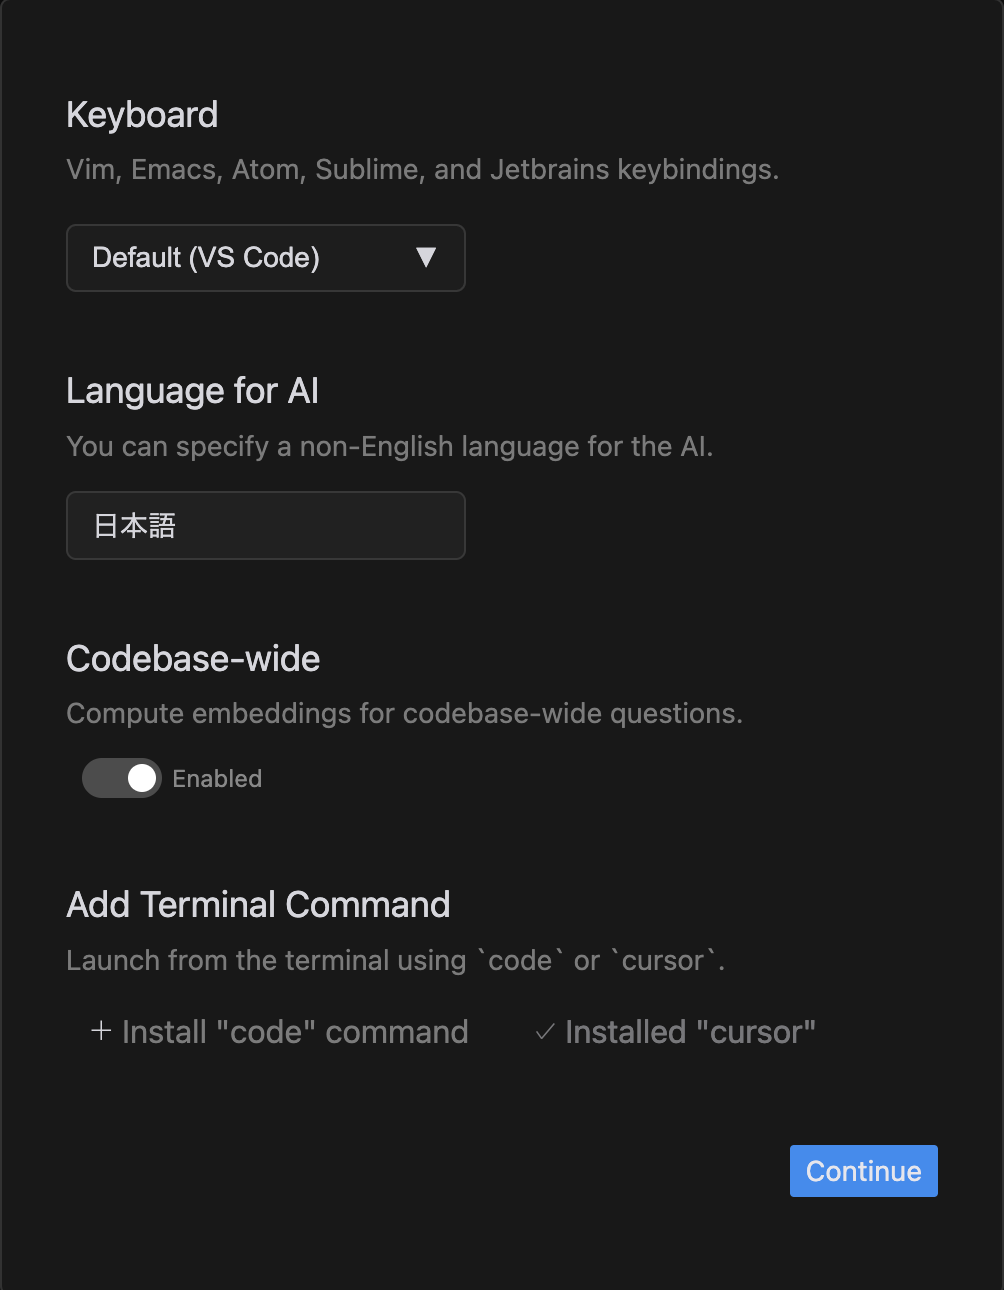 Keyboard
Vim, Emacs, Atom, Sublime, and Jetbrains keybindings.
Default (VS Code) ▼
Language for AI
You can specify a non-English language for the AI.
日本語
Codebase-wide
Compute embeddings for codebase-wide questions.
Enabled
Add Terminal Command
Launch from the terminal using `code` or `cursor`.
+ Install "code" command ✓ Installed "cursor"
Continue